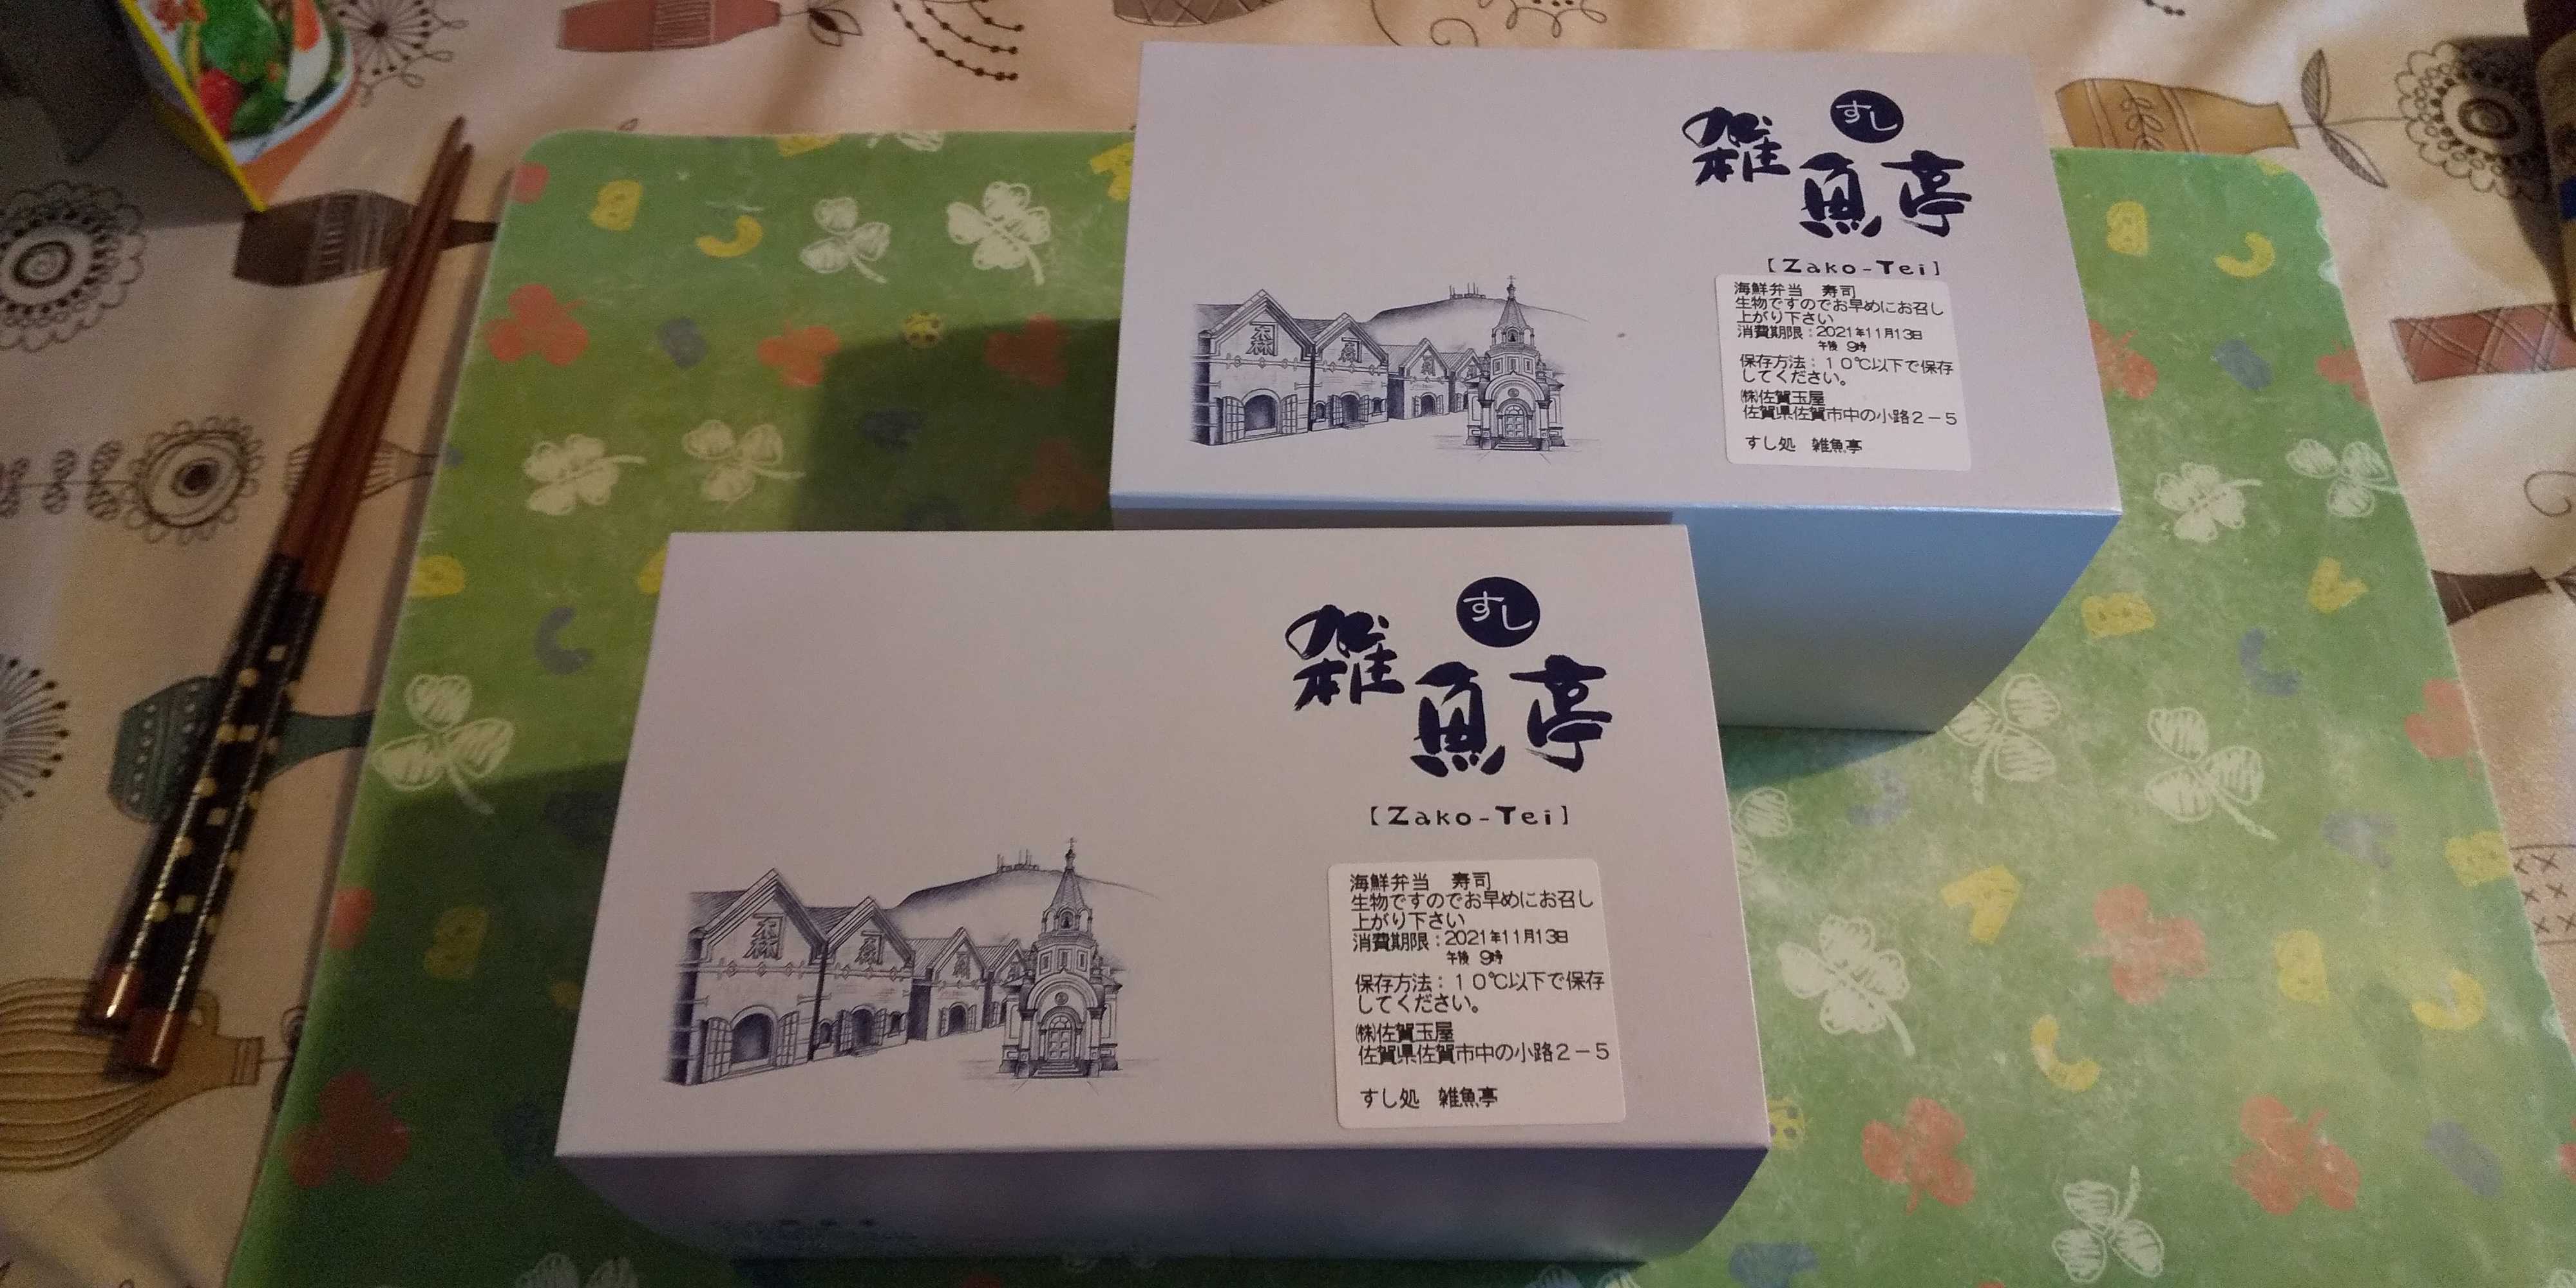 すし
雑魚亭
[Zako-Tei]
海鮮弁当　寿司
生物ですのでお早めにお召し
上がり下さい
消費期限：2021年11月13日
午後 9時
保存方法：１０℃以下で保存
してください。
㈱佐賀玉屋
佐賀県佐賀市中の小路２－５
すし処　雑魚亭
すし
雑魚亭
[Zako-Tei]
海鮮弁当　寿司
生物ですのでお早めにお召し
上がり下さい
消費期限：2021年11月13日
午後 9時
保存方法：１０℃以下で保存
してください。
㈱佐賀玉屋
佐賀県佐賀市中の小路２－５
すし処　雑魚亭